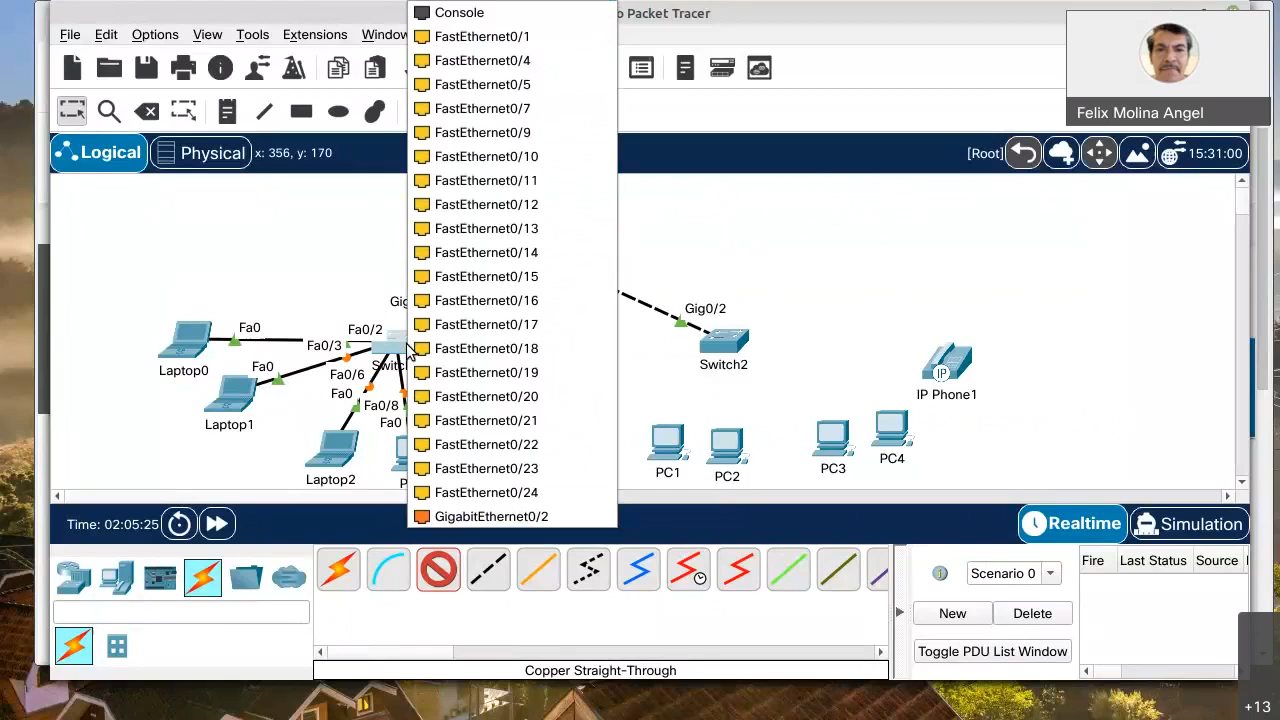 Console
o Packet Tracer
File Edit Options View Tools Extensions Window
FastEthernet0/1
FastEthernet0/4
FastEthernet0/5
FastEthernet0/7
FastEthernet0/9
FastEthernet0/10
FastEthernet0/11
FastEthernet0/12
FastEthernet0/13
FastEthernet0/14
FastEthernet0/15
FastEthernet0/16
FastEthernet0/17
FastEthernet0/18
FastEthernet0/19
FastEthernet0/20
FastEthernet0/21
FastEthernet0/22
FastEthernet0/23
FastEthernet0/24
GigabitEthernet0/2
Felix Molina Angel
Logical Physical x: 356, y: 170
[Root] 15:31:00
Gig
Gig0/2
Fa0 Fa0/2
Fa0/3
Laptop0
Switc
Switch2
Fa0 Fa0/6
Fa0 Fa0/8
Fa0
IP
IP Phone1
Laptop1
Laptop2
P
PC1
PC2
PC3
PC4
Time: 02:05:25
Realtime Simulation
Scenario 0
Fire Last Status Source
New Delete
Toggle PDU List Window
Copper Straight-Through
+13